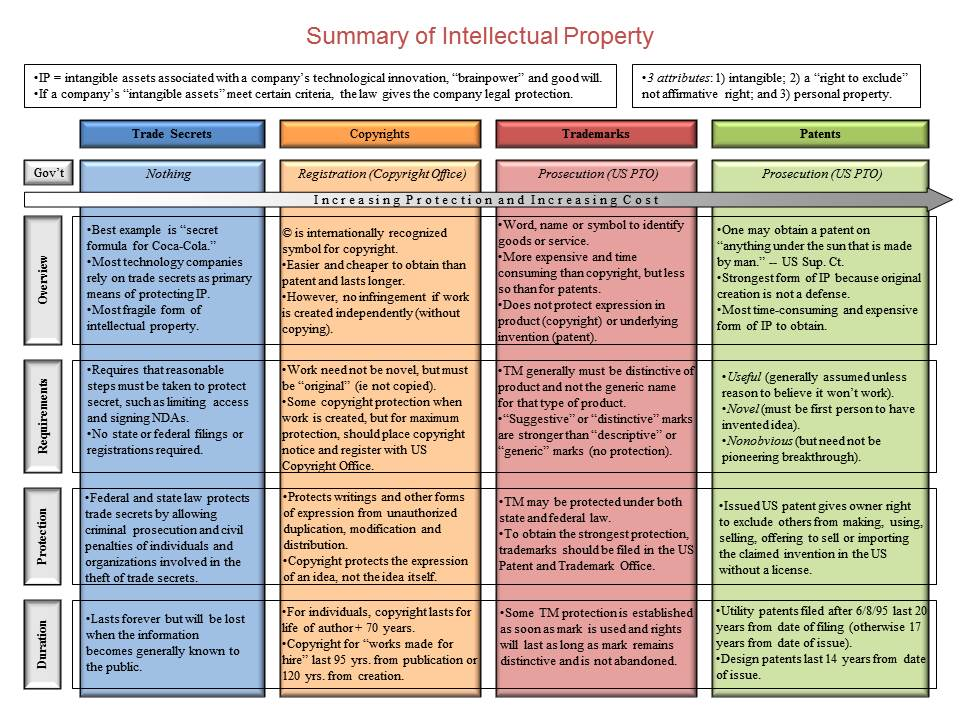 Summary of Intellectual Property
•IP = intangible assets associated with a company's technological innovation, “brainpower” and good will.
•If a company's “intangible assets” meet certain criteria, the law gives the company legal protection.
•3 attributes: 1) intangible; 2) a “right to exclude”
not affirmative right; and 3) personal property.
Trade Secrets
Copyrights
Trademarks
Patents
Gov't
Nothing
Registration (Copyright Office)
Prosecution (US PTO)
Prosecution (US PTO)
Increasing Protection and Increasing Cost
Overview
•Best example is “secret
formula for Coca-Cola.”
•Most technology companies
rely on trade secrets as primary
means of protecting IP.
•Most fragile form of
intellectual property.
© is internationally recognized
symbol for copyright.
•Easier and cheaper to obtain than
patent and lasts longer.
•However, no infringement if work
is created independently (without
copying).
•Word, name or symbol to identify
goods or service.
•More expensive and time
consuming than copyright, but less
so than for patents.
•Does not protect expression in
product (copyright) or underlying
invention (patent).
•One may obtain a patent on
“anything under the sun that is made
by man.” -- US Sup. Ct.
•Strongest form of IP because original
creation is not a defense.
•Most time-consuming and expensive
form of IP to obtain.
Requirements
•Requires that reasonable
steps must be taken to protect
secret, such as limiting access
and signing NDAs.
•No state or federal filings or
registrations required.
•Work need not be novel, but must
be “original” (ie not copied).
•Some copyright protection when
work is created, but for maximum
protection, should place copyright
notice and register with US
Copyright Office.
•TM generally must be distinctive of
product and not the generic name
for that type of product.
•“Suggestive” or “distinctive” marks
are stronger than “descriptive” or
“generic” marks (no protection).
•Useful (generally assumed unless
reason to believe it won't work).
•Novel (must be first person to have
invented idea).
•Nonobvious (but need not be
pioneering breakthrough).
Protection
•Federal and state law protects
trade secrets by allowing
criminal prosecution and civil
penalties of individuals and
organizations involved in the
theft of trade secrets.
•Protects writings and other forms
of expression from unauthorized
duplication, modification and
distribution.
•Copyright protects the expression
of an idea, not the idea itself.
•TM may be protected under both
state and federal law.
•To obtain the strongest protection,
trademarks should be filed in the US
Patent and Trademark Office.
•Issued US patent gives owner right
to exclude others from making, using,
selling, offering to sell or importing
the claimed invention in the US
without a license.
Duration
•Lasts forever but will be lost
when the information
becomes generally known to
the public.
•For individuals, copyright lasts for
life of author + 70 years.
•Copyright for “works made for
hire” last 95 yrs. from publication or
120 yrs. from creation.
•Some TM protection is established
as soon as mark is used and rights
will last as long as mark remains
distinctive and is not abandoned.
•Utility patents filed after 6/8/95 last 20
years from date of filing (otherwise 17
years from date of issue).
•Design patents last 14 years from date
of issue.